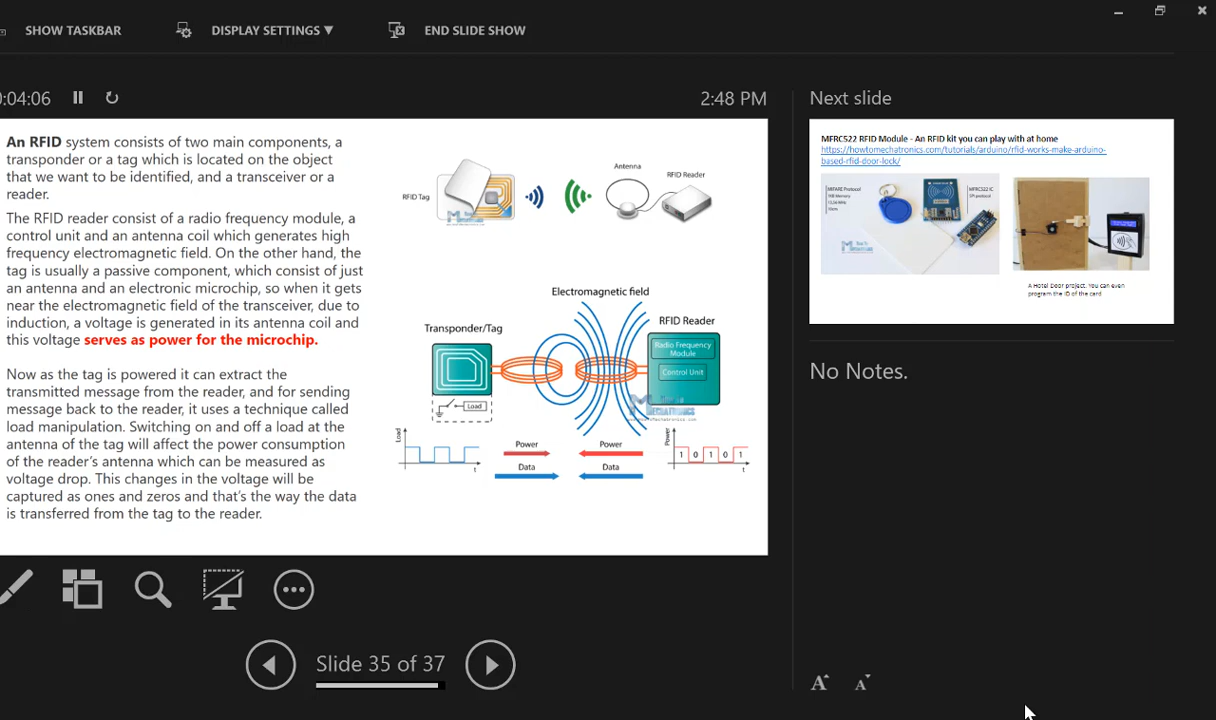 SHOW TASKBAR
DISPLAY SETTINGS ▼
END SLIDE SHOW
0:04:06
2:48 PM
An RFID system consists of two main components, a
transponder or a tag which is located on the object
that we want to be identified, and a transceiver or a
reader.
The RFID reader consist of a radio frequency module, a
control unit and an antenna coil which generates high
frequency electromagnetic field. On the other hand, the
tag is usually a passive component, which consist of just
an antenna and an electronic microchip, so when it gets
near the electromagnetic field of the transceiver, due to
induction, a voltage is generated in its antenna coil and
this voltage serves as power for the microchip.
Now as the tag is powered it can extract the
transmitted message from the reader, and for sending
message back to the reader, it uses a technique called
load manipulation. Switching on and off a load at the
antenna of the tag will affect the power consumption
of the reader's antenna which can be measured as
voltage drop. This changes in the voltage will be
captured as ones and zeros and that's the way the data
is transferred from the tag to the reader.
RFID Tag
Antenna
RFID Reader
Electromagnetic field
Transponder/Tag
RFID Reader
Radio Frequency
Module
Control Unit
Load
MECHATRONICS
Load
t
Power
Data
Power
Data
Power
1 0 1 0 1
t
Next slide
MFRC522 RFID Module - An RFID kit you can play with at home
https://howtomechatronics.com/tutorials/arduino/rfid-works-make-arduino-
based-rfid-door-lock/
MIFARE Protocol
MFRC522 IC
SPI protocol
A Hotel Door project. You can even
program the ID of the card
No Notes.
Slide 35 of 37
A A